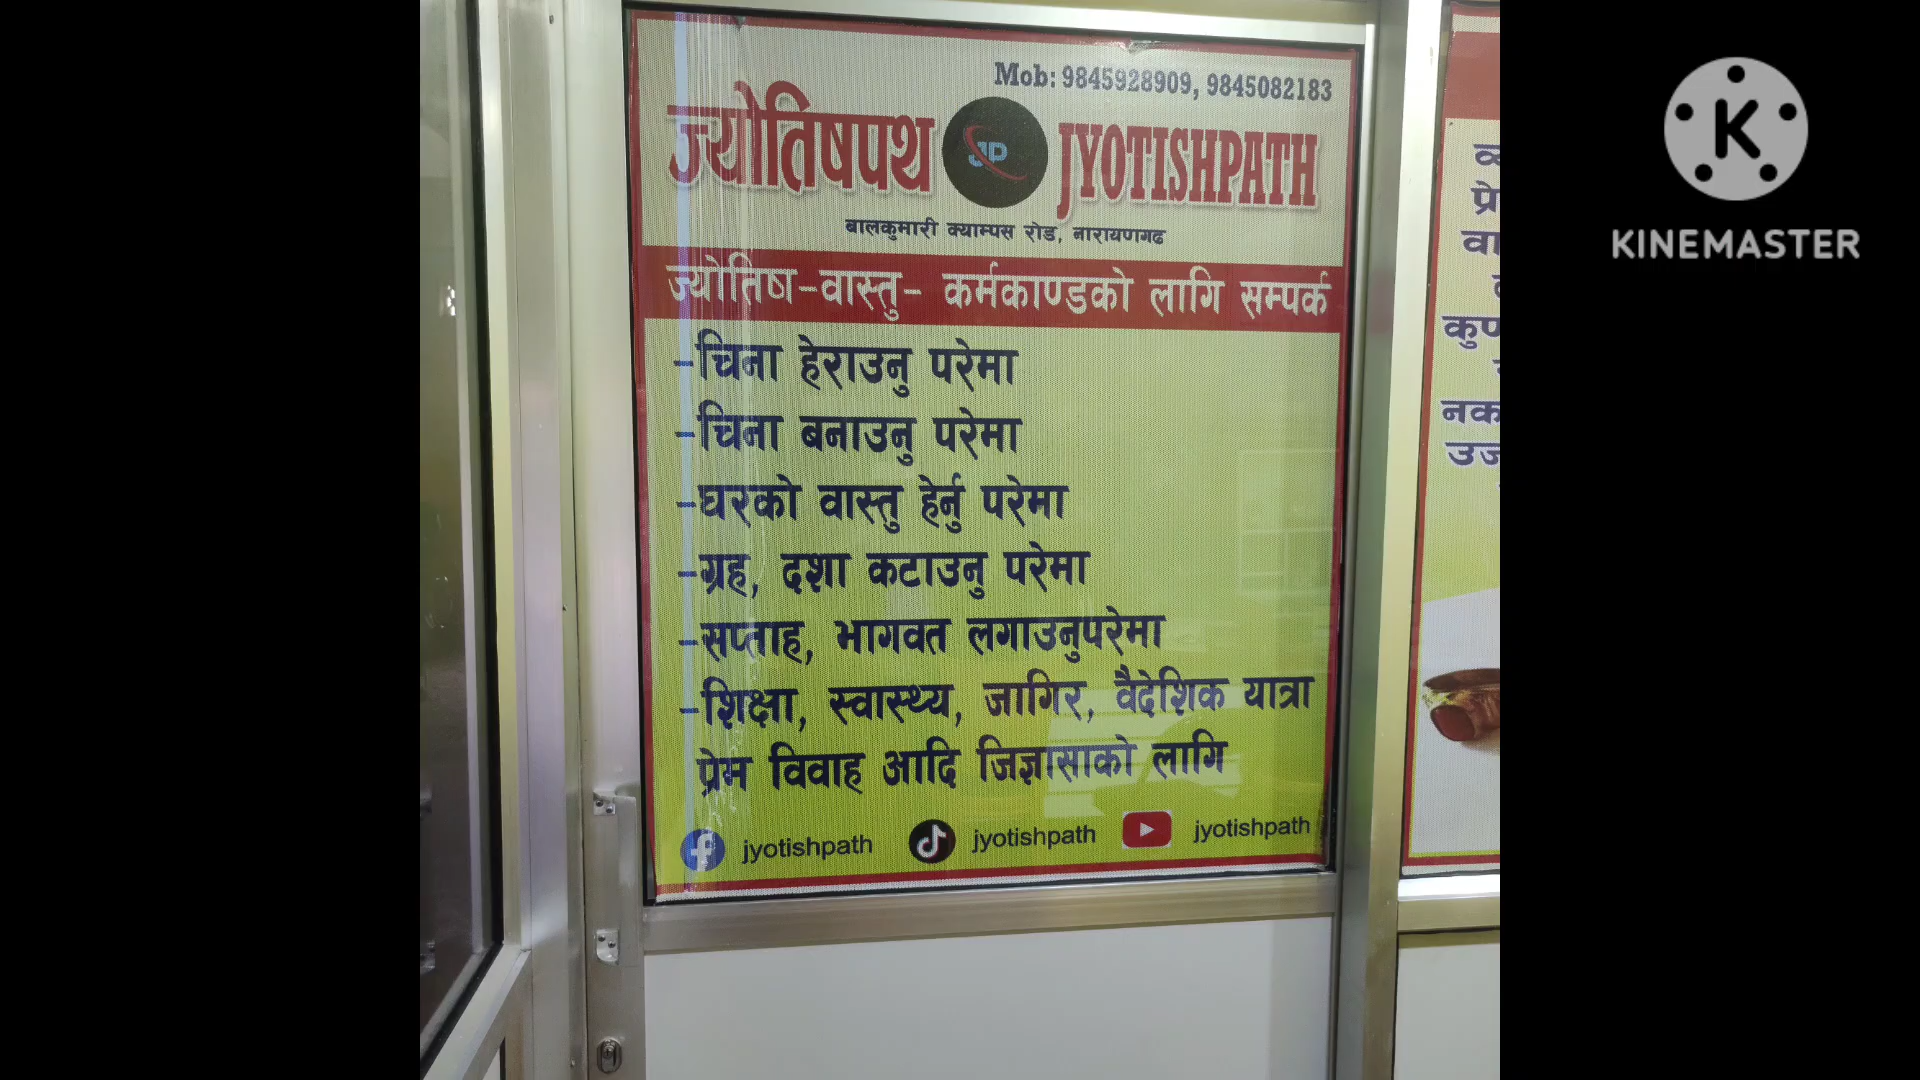 Mob: 9845928909, 9845082183
ज्योतिषपथ JP JYOTISHPATH
बालकुमारी क्याम्पस रोड, नारायणगढ
ज्योतिष-वास्तु- कर्मकाण्डको लागि सम्पर्क
-चिना हेराउनु परेमा
-चिना बनाउनु परेमा
-घरको वास्तु हेर्नु परेमा
-ग्रह, दशा कटाउनु परेमा
-सप्ताह, भागवत लगाउनुपरेमा
-शिक्षा, स्वास्थ्य, जागिर, वैदेशिक यात्रा
प्रेम विवाह आदि जिज्ञासाको लागि
jyotishpath jyotishpath jyotishpath
K
KINEMASTER